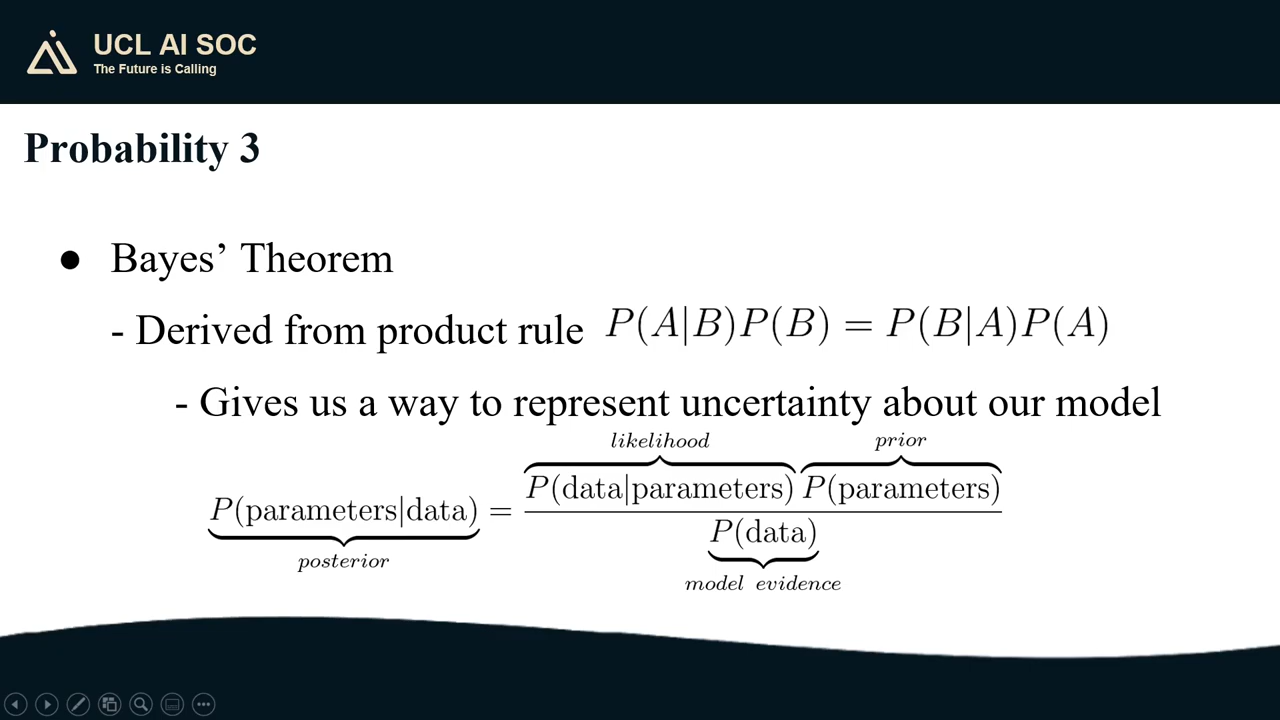 UCL AI SOC
The Future is Calling
Probability 3
● Bayes’ Theorem
- Derived from product rule P(A|B)P(B) = P(B|A)P(A)
- Gives us a way to represent uncertainty about our model
likelihood prior
P(data|parameters) P(parameters)
P(parameters|data) =
P(data)
posterior
model evidence